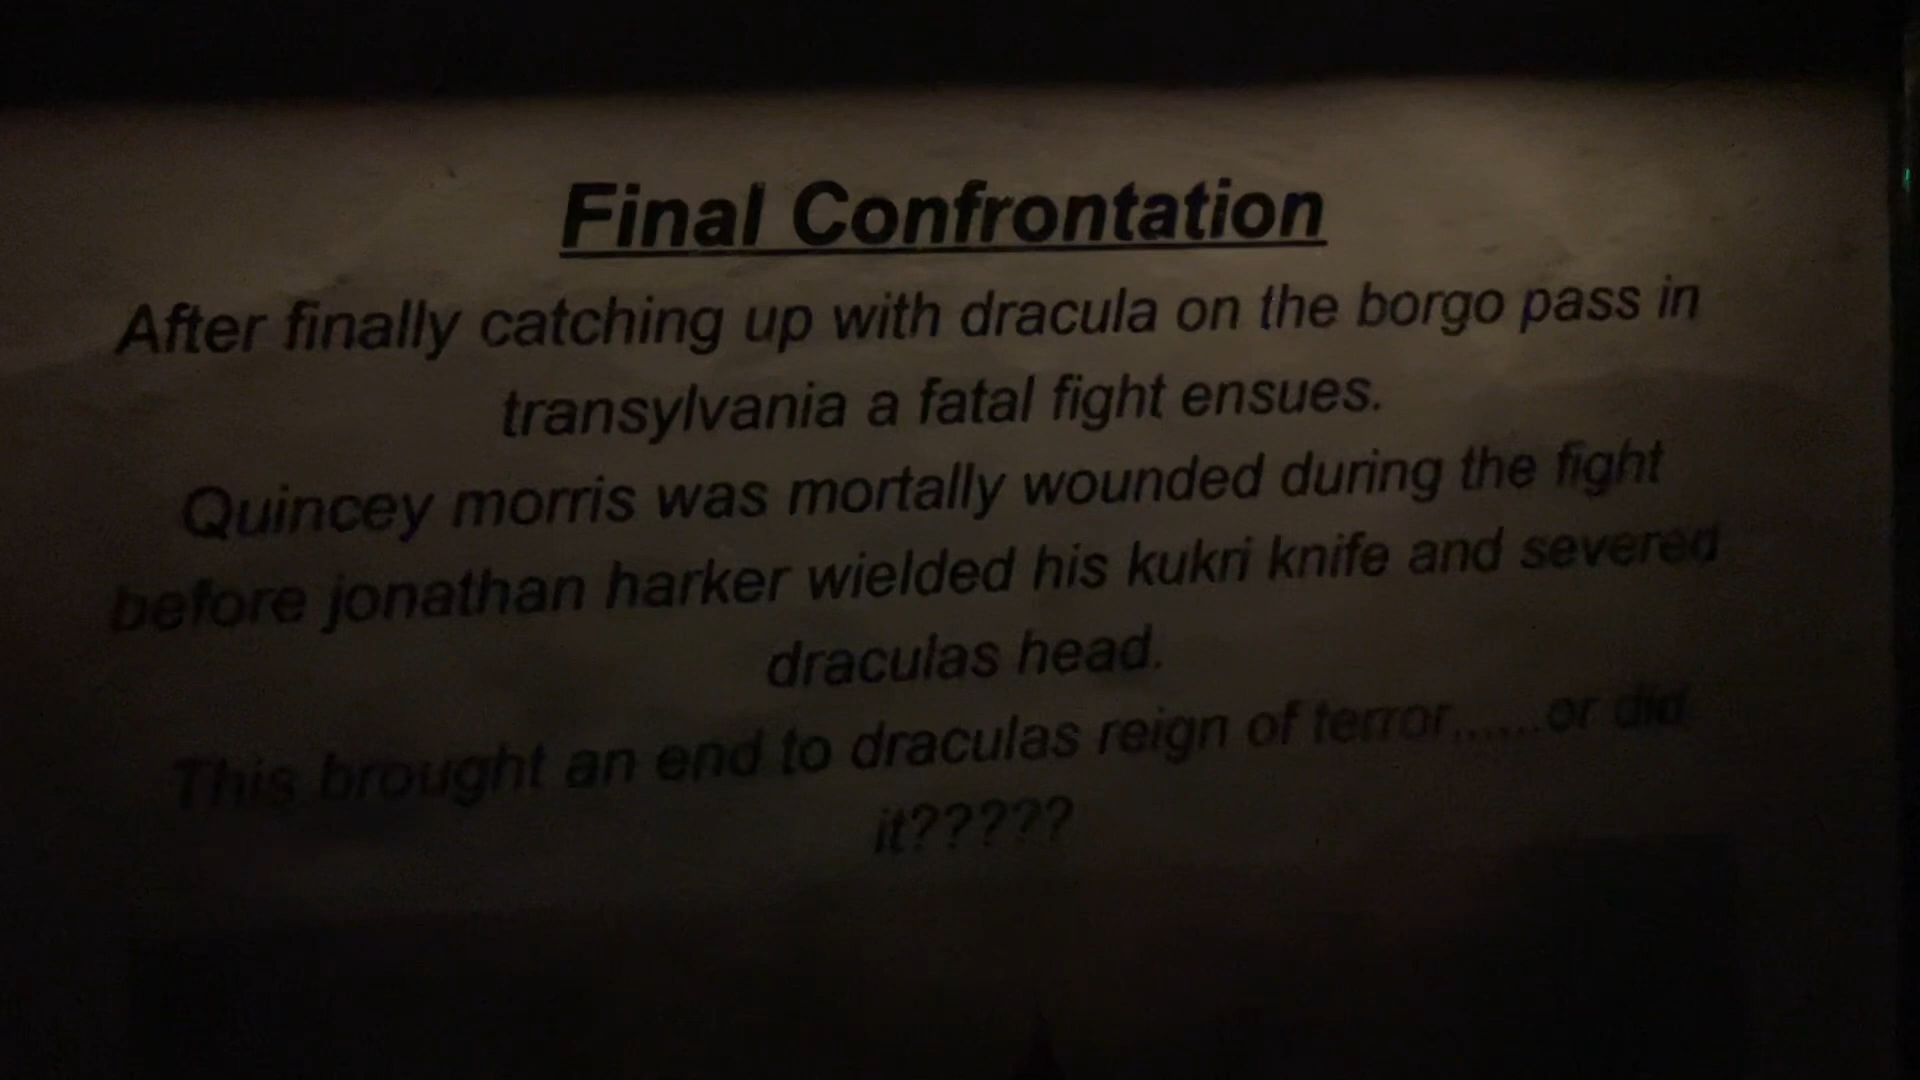 Final Confrontation
After finally catching up with dracula on the borgo pass in
transylvania a fatal fight ensues.
Quincey morris was mortally wounded during the fight
before jonathan harker wielded his kukri knife and severed
draculas head.
This brought an end to draculas reign of terror......or did
it?????